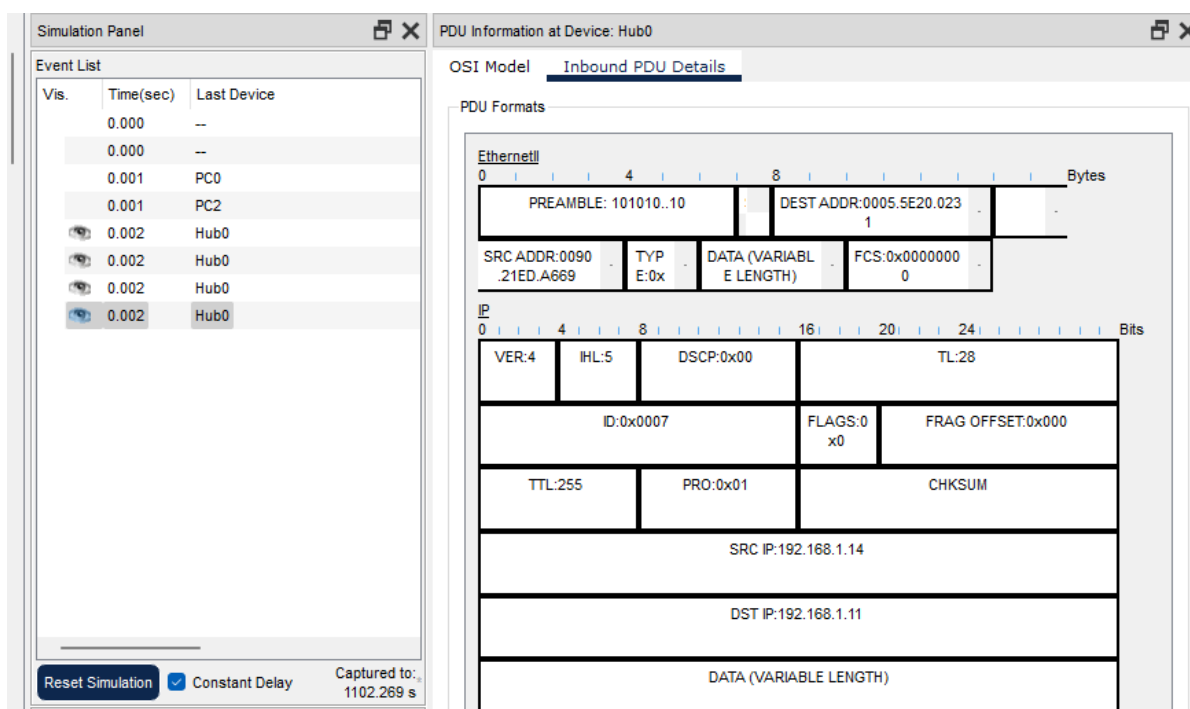 Simulation Panel
Event List
Vis. Time(sec) Last Device
0.000 --
0.000 --
0.001 PC0
0.001 PC2
0.002 Hub0
0.002 Hub0
0.002 Hub0
0.002 Hub0
Reset Simulation Constant Delay Captured to:
1102.269 s
PDU Information at Device: Hub0
OSI Model Inbound PDU Details
PDU Formats
EthernetII
0 4 8 Bytes
PREAMBLE: 101010..10 DEST ADDR:0005.5E20.023
1
SRC ADDR:0090 TYP DATA (VARIABL FCS:0x0000000
.21ED.A669 E:0x E LENGTH) 0
IP
0 4 8 16 20 24 Bits
VER:4 IHL:5 DSCP:0x00 TL:28
ID:0x0007 FLAGS:0 FRAG OFFSET:0x000
x0
TTL:255 PRO:0x01 CHKSUM
SRC IP:192.168.1.14
DST IP:192.168.1.11
DATA (VARIABLE LENGTH)